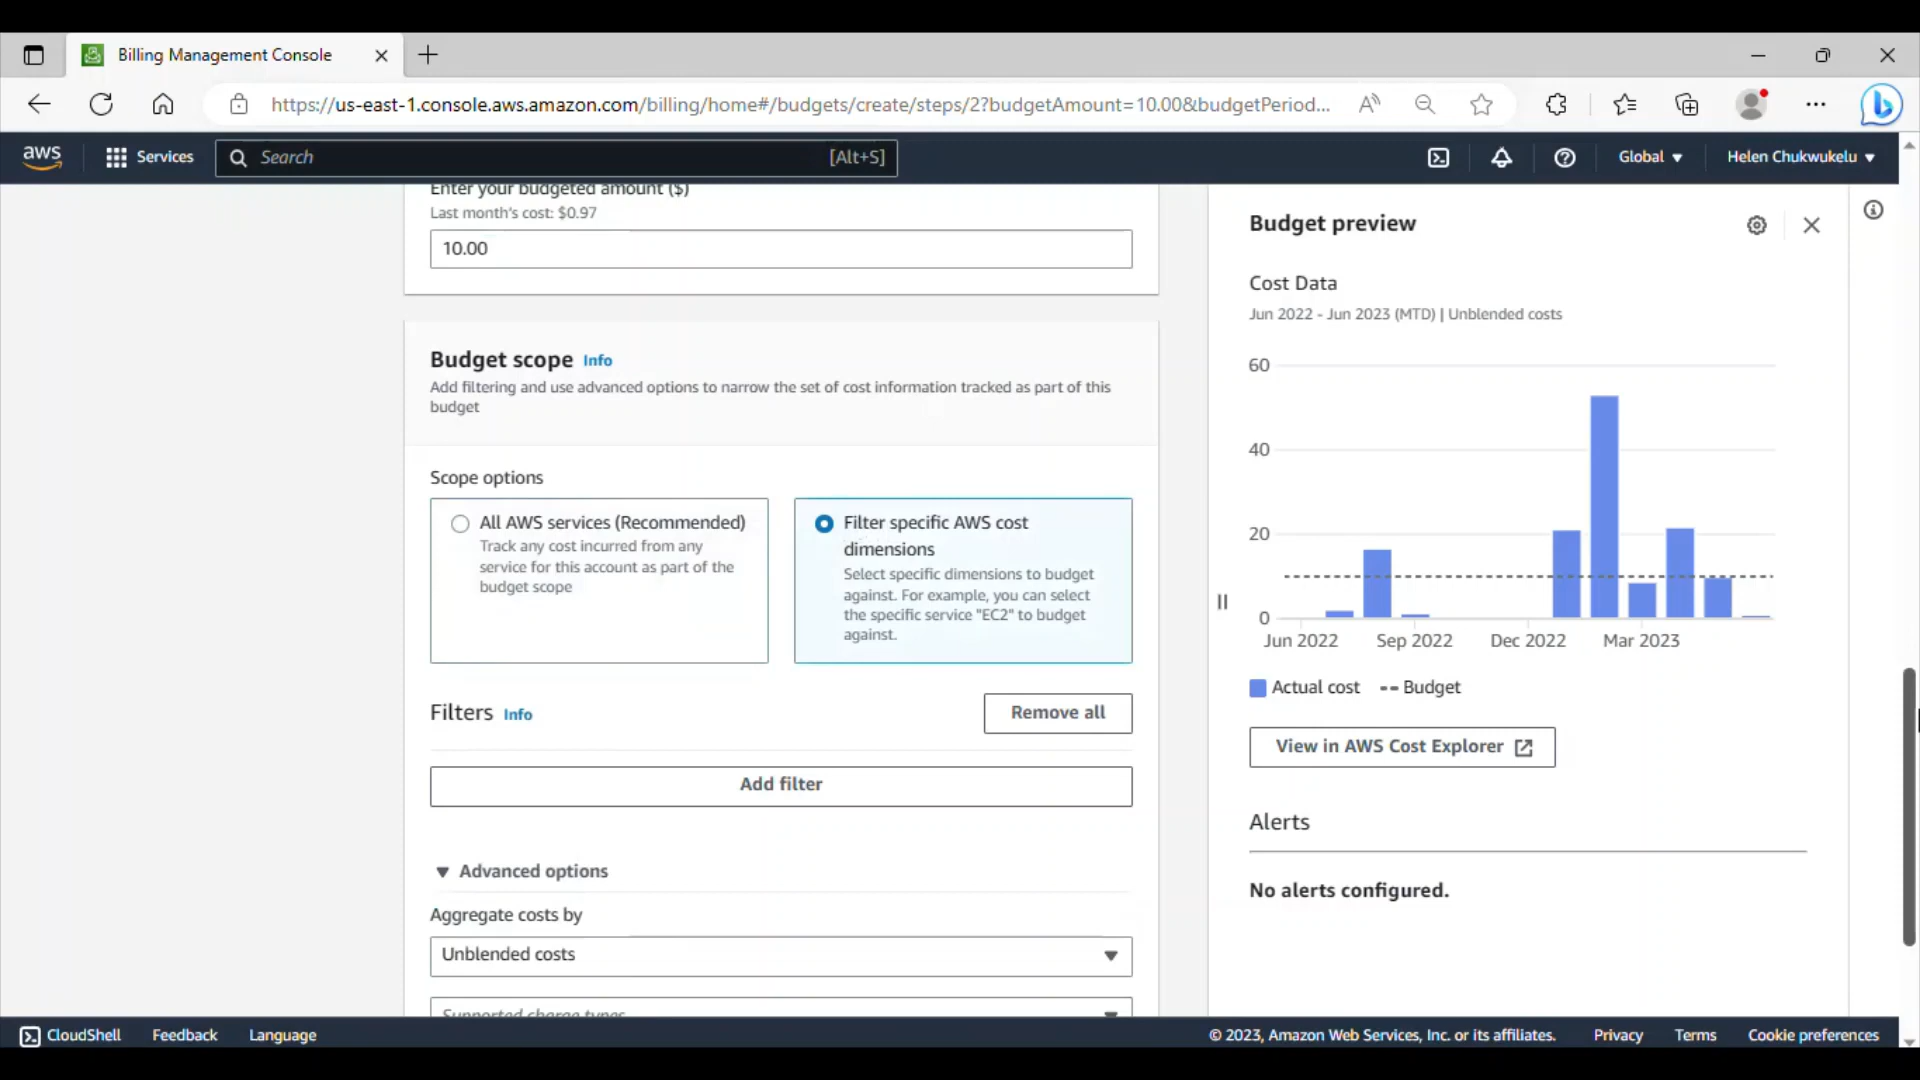 Billing Management Console
https://us-east-1.console.aws.amazon.com/billing/home#/budgets/create/steps/2?budgetAmount=10.00&budgetPeriod...
aws
Services
Search
[Alt+S]
Global
Helen Chukwukelu
Enter your budgeted amount ($)
Last month's cost: $0.97
10.00
Budget scope Info
Add filtering and use advanced options to narrow the set of cost information tracked as part of this
budget
Scope options
All AWS services (Recommended)
Track any cost incurred from any
service for this account as part of the
budget scope
Filter specific AWS cost
dimensions
Select specific dimensions to budget
against. For example, you can select
the specific service "EC2" to budget
against.
Filters Info
Remove all
Add filter
Advanced options
Aggregate costs by
Unblended costs
Supported charge types
Budget preview
Cost Data
Jun 2022 - Jun 2023 (MTD) | Unblended costs
60
40
20
0
Jun 2022
Sep 2022
Dec 2022
Mar 2023
Actual cost
Budget
View in AWS Cost Explorer
Alerts
No alerts configured.
CloudShell
Feedback
Language
© 2023, Amazon Web Services, Inc. or its affiliates.
Privacy
Terms
Cookie preferences